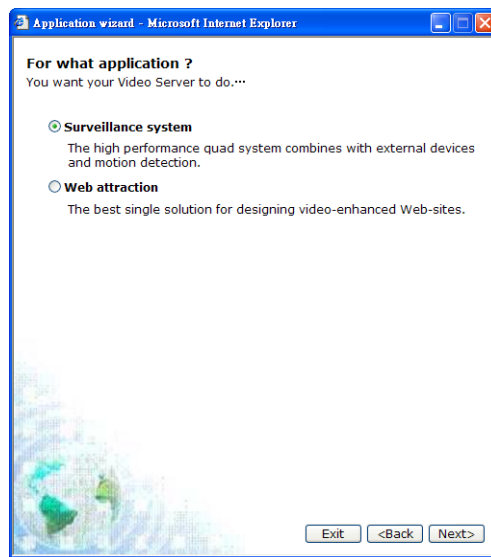 Application wizard - Microsoft Internet Explorer
For what application ?
You want your Video Server to do.···
Surveillance system
The high performance quad system combines with external devices
and motion detection.
Web attraction
The best single solution for designing video-enhanced Web-sites.
Exit
<Back
Next>